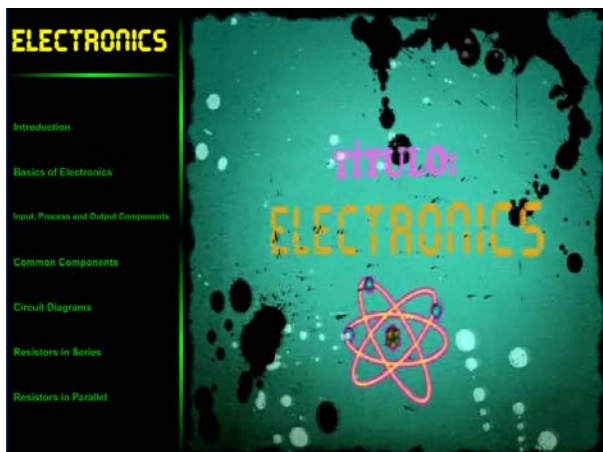 ELECTRONICS
Introduction
Basics of Electronics
Input, Process and Output Components
Common Components
Circuit Diagrams
Resistors in Series
Resistors in Parallel
TÍTULO:
ELECTRONICS